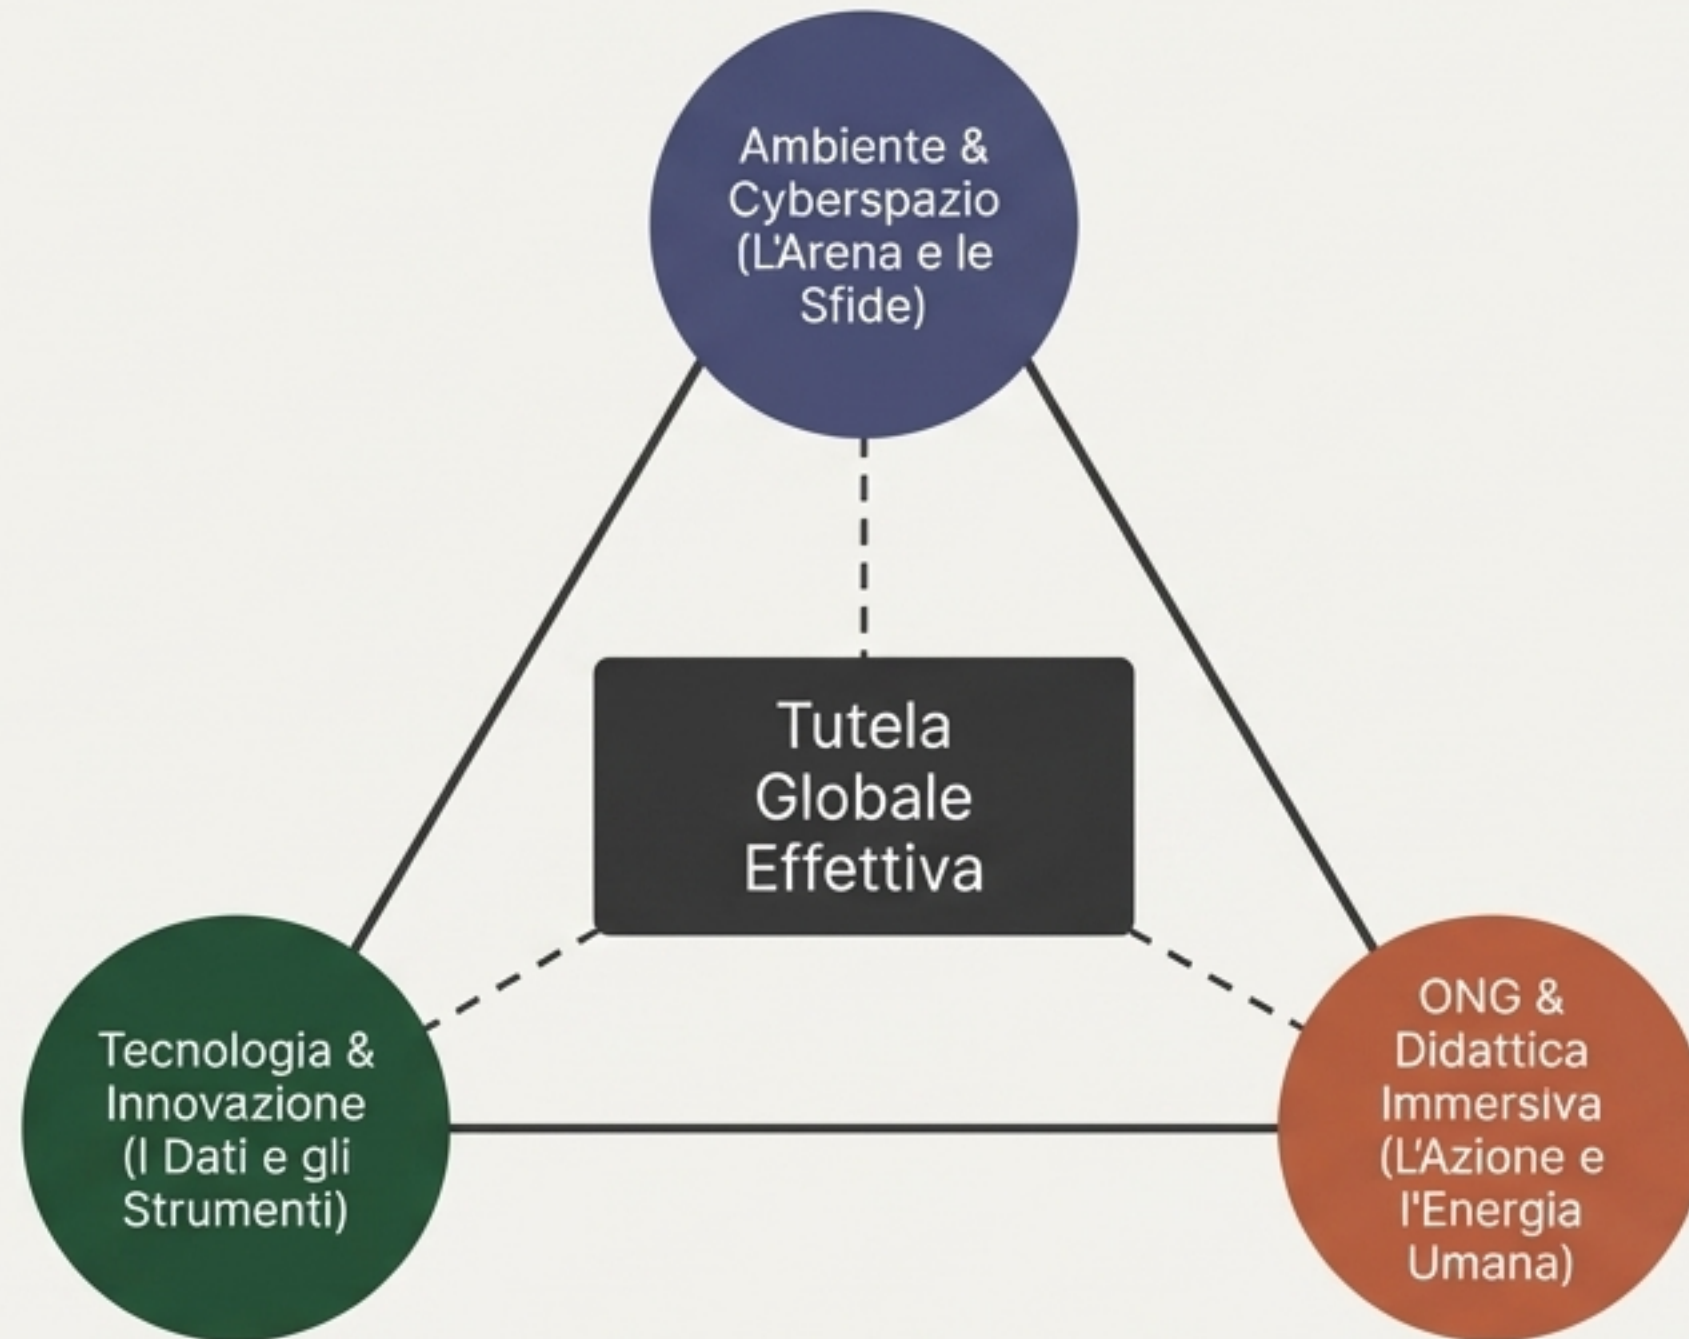 Ambiente &
Cyberspazio
(L'Arena e le
Sfide)
Tutela
Globale
Effettiva
Tecnologia &
Innovazione
(I Dati e gli
Strumenti)
ONG &
Didattica
Immersiva
(L'Azione e
l'Energia
Umana)